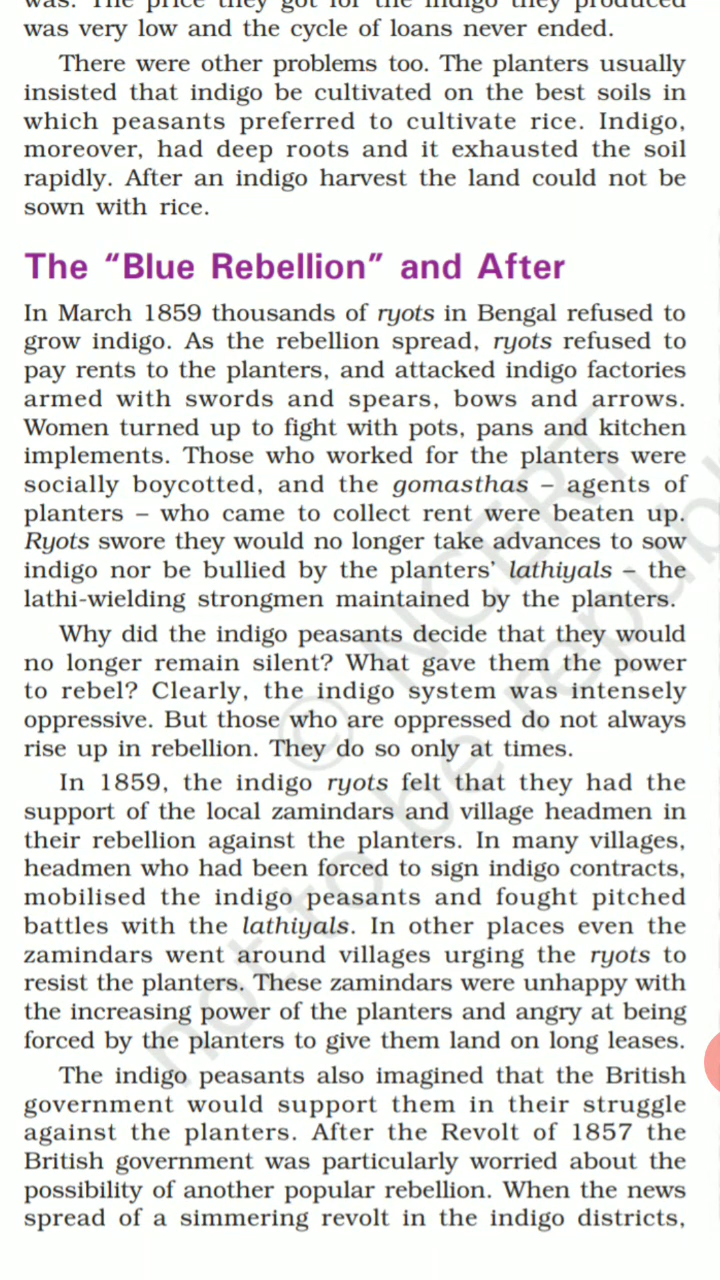 was. The price they got for the indigo they produced
was very low and the cycle of loans never ended.
There were other problems too. The planters usually
insisted that indigo be cultivated on the best soils in
which peasants preferred to cultivate rice. Indigo,
moreover, had deep roots and it exhausted the soil
rapidly. After an indigo harvest the land could not be
sown with rice.
The “Blue Rebellion” and After
In March 1859 thousands of ryots in Bengal refused to
grow indigo. As the rebellion spread, ryots refused to
pay rents to the planters, and attacked indigo factories
armed with swords and spears, bows and arrows.
Women turned up to fight with pots, pans and kitchen
implements. Those who worked for the planters were
socially boycotted, and the gomasthas – agents of
planters – who came to collect rent were beaten up.
Ryots swore they would no longer take advances to sow
indigo nor be bullied by the planters’ lathiyals – the
lathi-wielding strongmen maintained by the planters.
Why did the indigo peasants decide that they would
no longer remain silent? What gave them the power
to rebel? Clearly, the indigo system was intensely
oppressive. But those who are oppressed do not always
rise up in rebellion. They do so only at times.
In 1859, the indigo ryots felt that they had the
support of the local zamindars and village headmen in
their rebellion against the planters. In many villages,
headmen who had been forced to sign indigo contracts,
mobilised the indigo peasants and fought pitched
battles with the lathiyals. In other places even the
zamindars went around villages urging the ryots to
resist the planters. These zamindars were unhappy with
the increasing power of the planters and angry at being
forced by the planters to give them land on long leases.
The indigo peasants also imagined that the British
government would support them in their struggle
against the planters. After the Revolt of 1857 the
British government was particularly worried about the
possibility of another popular rebellion. When the news
spread of a simmering revolt in the indigo districts,
© NCERT
not to be republ